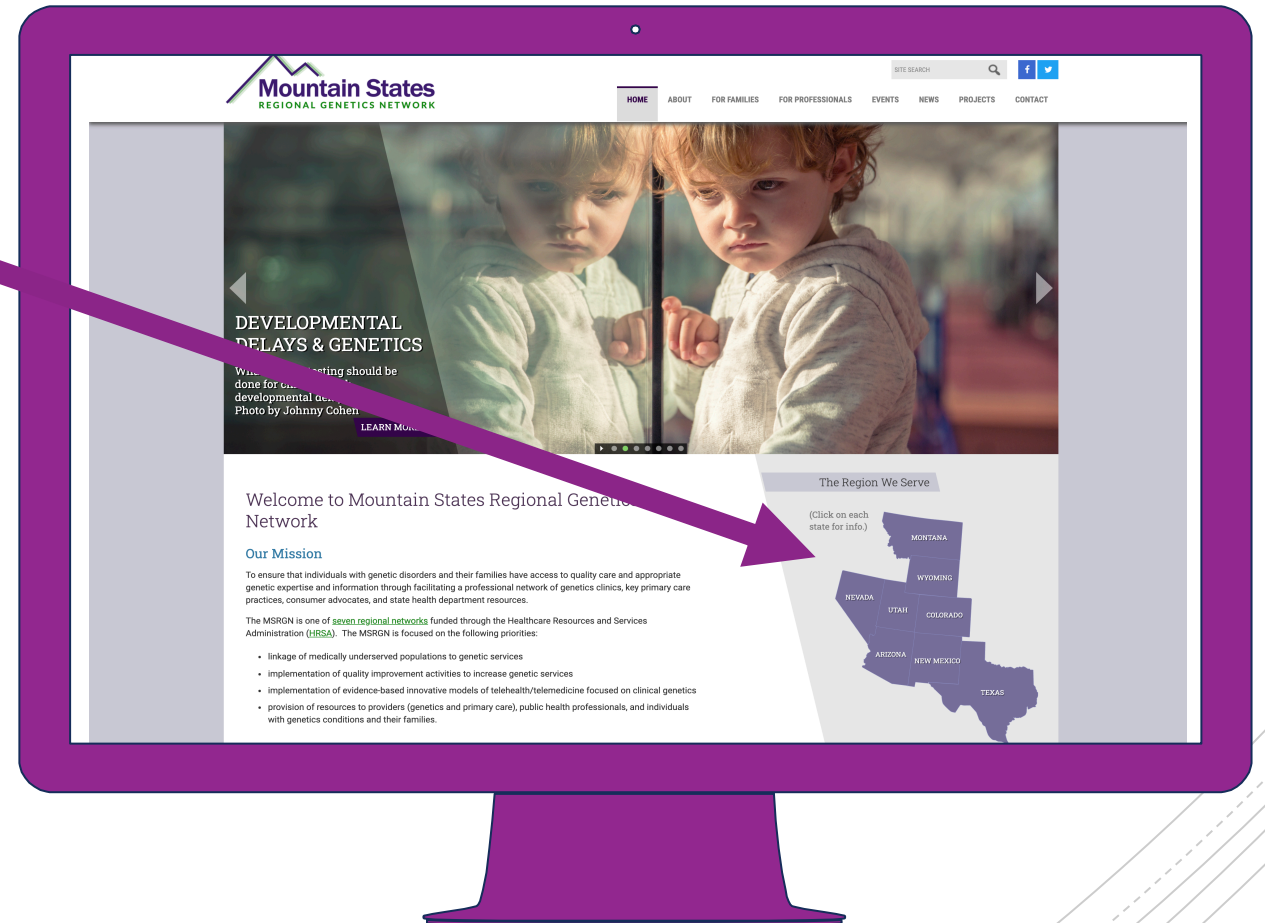 Mountain States
REGIONAL GENETICS NETWORK
SITE SEARCH
HOME ABOUT FOR FAMILIES FOR PROFESSIONALS EVENTS NEWS PROJECTS CONTACT
DEVELOPMENTAL
DELAYS & GENETICS
should be
done for
developmental
Photo by Johnny Cohen
LEARN
Welcome to Mountain States Regional
Network
Our Mission
To ensure that individuals with genetic disorders and their families have access to quality care and appropriate
genetic expertise and information through facilitating a professional network of genetics clinics, key primary care
practices, consumer advocates, and state health department resources.
The MSRGN is one of seven regional networks funded through the Healthcare Resources and Services
Administration (HRSA). The MSRGN is focused on the following priorities:
• linkage of medically underserved populations to genetic services
• implementation of quality improvement activities to increase genetic services
• implementation of evidence-based innovative models of telehealth/telemedicine focused on clinical genetics
• provision of resources to providers (genetics and primary care), public health professionals, and individuals
with genetics conditions and their families.
The Region We Serve
(Click on each
state for info.)
MONTANA
WYOMING
NEVADA
UTAH
COLORADO
ARIZONA
NEW MEXICO
TEXAS